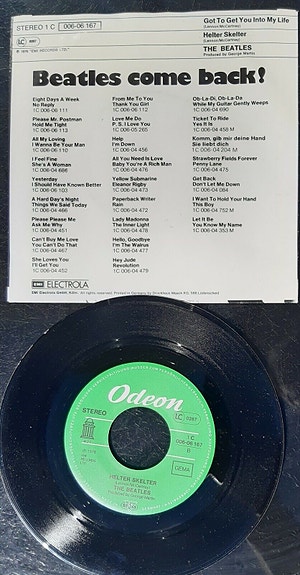 STEREO 1 C 006-06 167
Got To Get You Into My Life
(Lennon/McCartney)
Helter Skelter
(Lennon/McCartney)
THE BEATLES
Produced by George Martin
Beatles come back!
Eight Days A Week
No Reply
1C 006-06 111
Please Mr. Postman
Hold Me Tight
1C 006-06 113
All My Loving
I Wanna Be Your Man
1C 006-06 110
I Feel Fine
She's A Woman
1C 006-06 686
Yesterday
I Should Have Known Better
1C 006-06 103
A Hard Day's Night
Things We Said Today
1C 006-04 466
Please Please Me
Ask Me Why
1C 006-04 451
Can't Buy Me Love
You Can't Do That
1C 006-04 467
She Loves You
I'll Get You
From Me To You
Thank You Girl
1C 006-06 112
Love Me Do
P. S. I Love You
1C 006-05 265
Help
I'm Down
1C 006-04 456
All You Need Is Love
Baby You're A Rich Man
1C 006-04 476
Yellow Submarine
Eleanor Rigby
1C 006-04 473
Paperback Writer
Rain
1C 006-04 472
Lady Madonna
The Inner Light
1C 006-04 478
Hello, Goodbye
I'm The Walrus
1C 006-04 477
Hey Jude
Revolution
Ob-La-Di, Ob-La-Da
While My Guitar Gently Weeps
1C 006-04 690
Ticket To Ride
Yes It Is
1C 006-04 458 M
Komm, gib mir deine Hand
Sie liebt dich
Strawberry Fields Forever
Penny Lane
1C 006-04 475
Get Back
Don't Let Me Down
1C 006-04 084
I Want To Hold Your Hand
This Boy
1C 006-04 752 M
Let It Be
You Know My Name
1C 006-04 353 M
EMI ELECTROLA
Odeon
STEREO
LC 0287
1 C
006-06 167
B
GEMA
HELTER SKELTER
(Lennon/McCartney)
THE BEATLES
Produced by George Martin